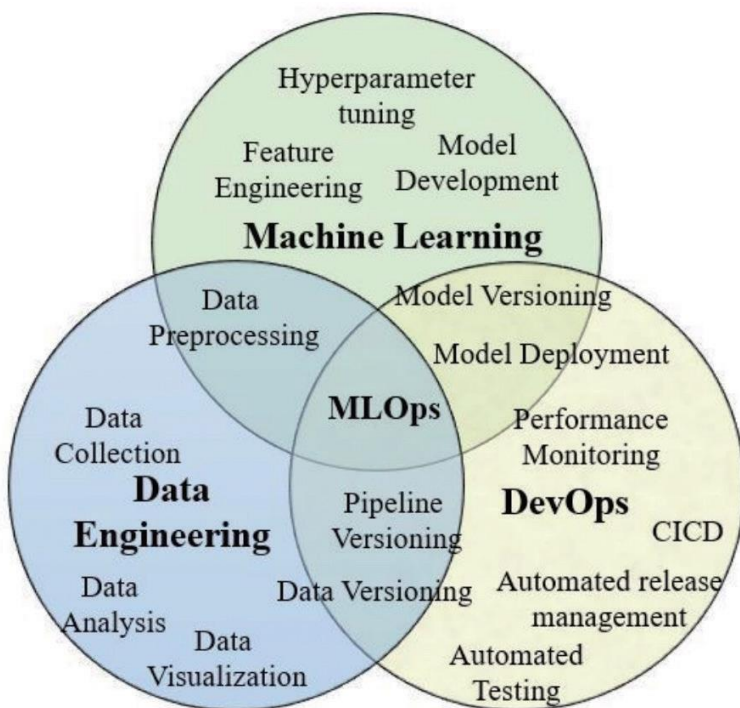 Hyperparameter
tuning
Feature
Engineering
Model
Development
Machine Learning
Data
Preprocessing
Model Versioning
Model Deployment
MLOps
Data
Collection
Data
Engineering
Data
Analysis
Data
Visualization
Pipeline
Versioning
Data Versioning
Performance
Monitoring
DevOps
CICD
Automated release
management
Automated
Testing